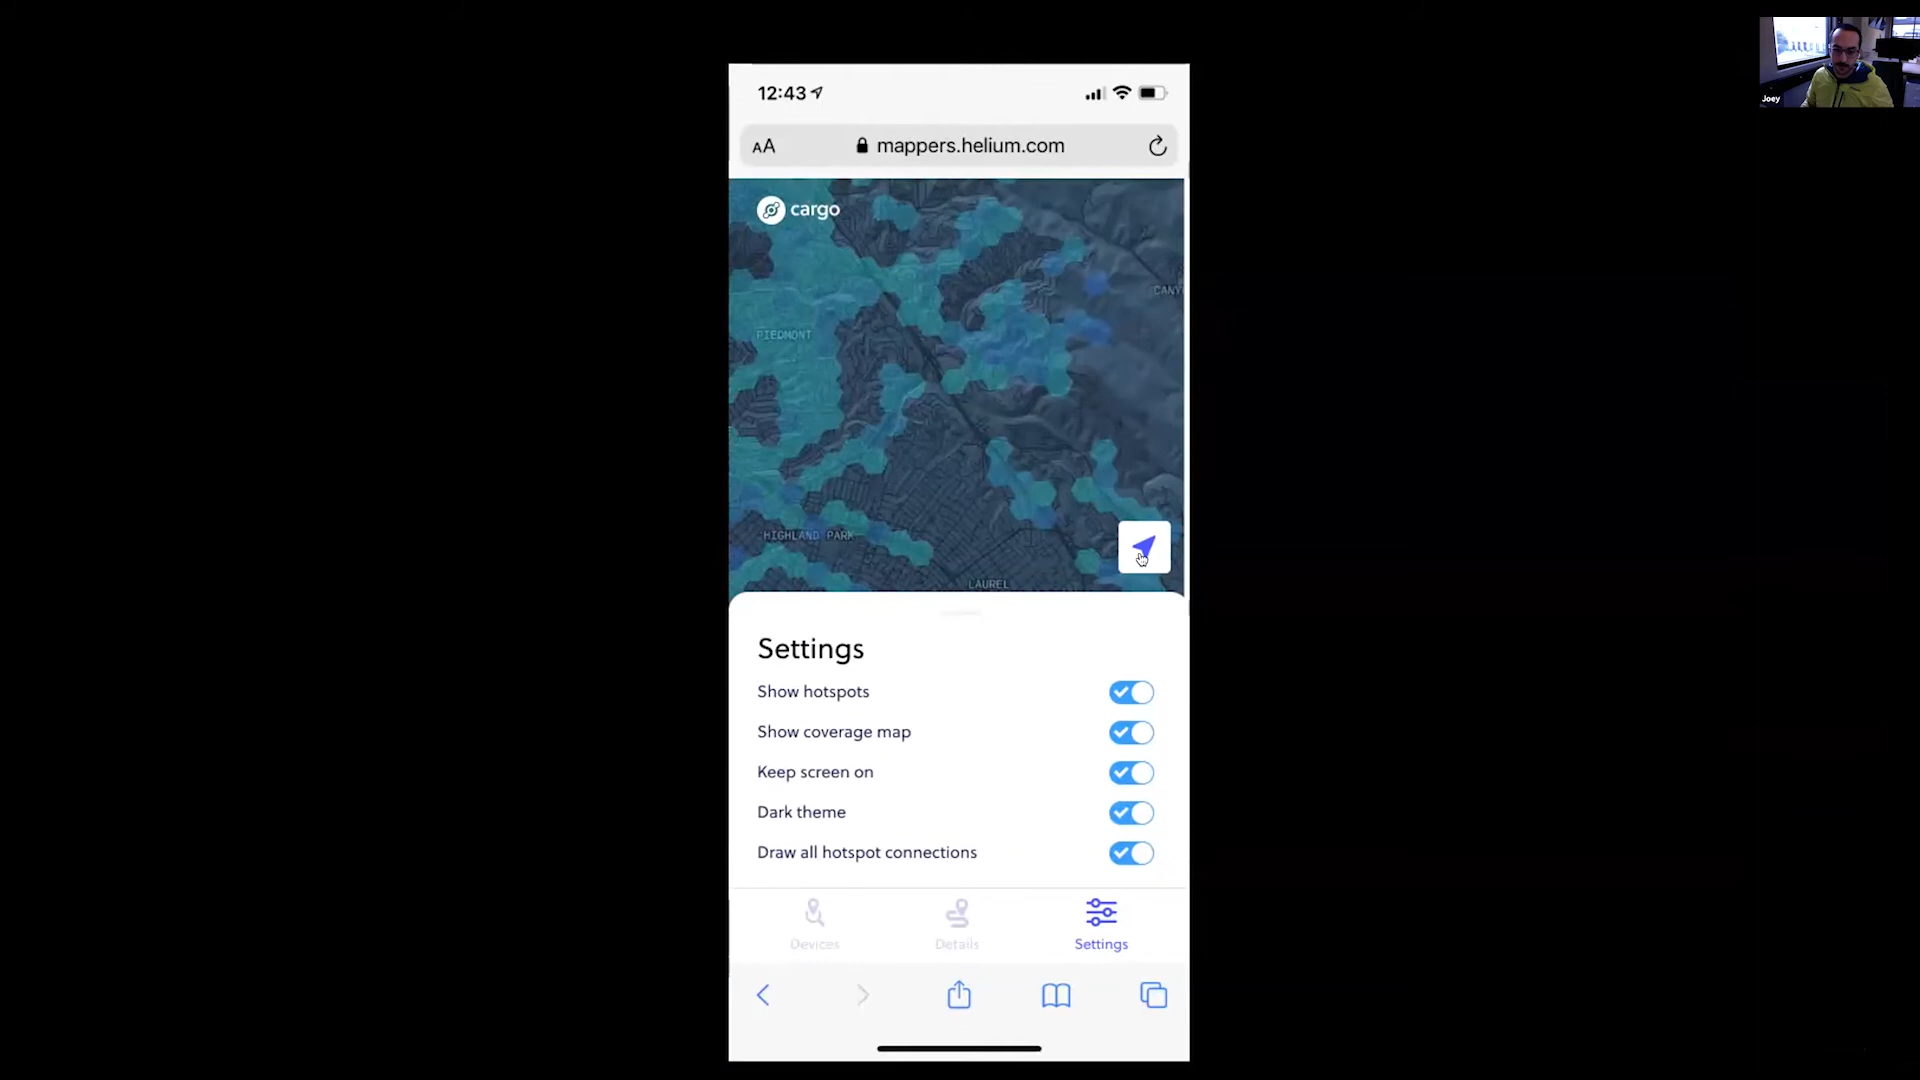 Joey
12:43
AA
mappers.helium.com
cargo
PIEDMONT
HIGHLAND PARK
LAUREL
Settings
Show hotspots
Show coverage map
Keep screen on
Dark theme
Draw all hotspot connections
Devices
Details
Settings